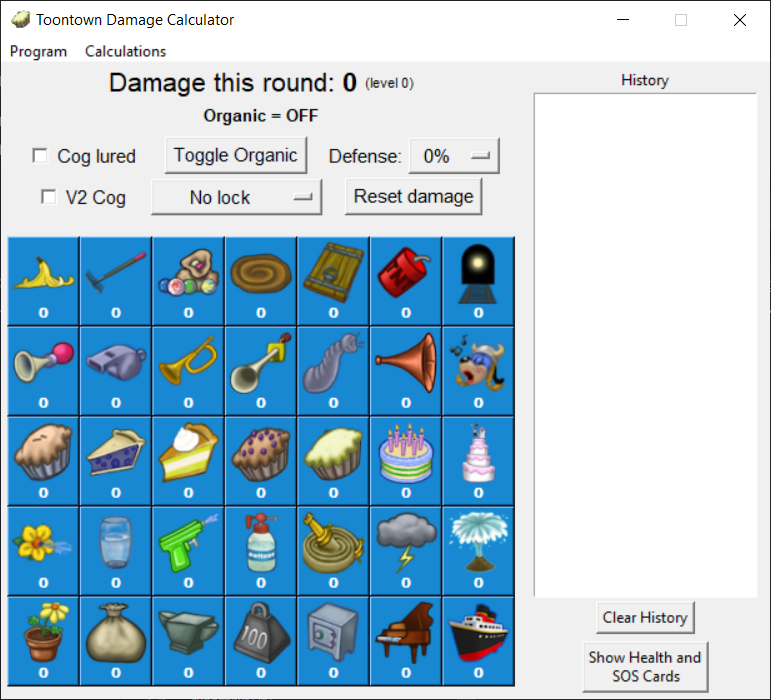 Toontown Damage Calculator
Program Calculations
Damage this round: 0 (level 0)
Organic = OFF
Cog lured Toggle Organic Defense: 0%
V2 Cog No lock Reset damage
0 0 0 0 0 0 0
0 0 0 0 0 0 0
0 0 0 0 0 0 0
0 0 0 0 0 0 0
100
0 0 0 0 0 0 0
History
Clear History
Show Health and
SOS Cards